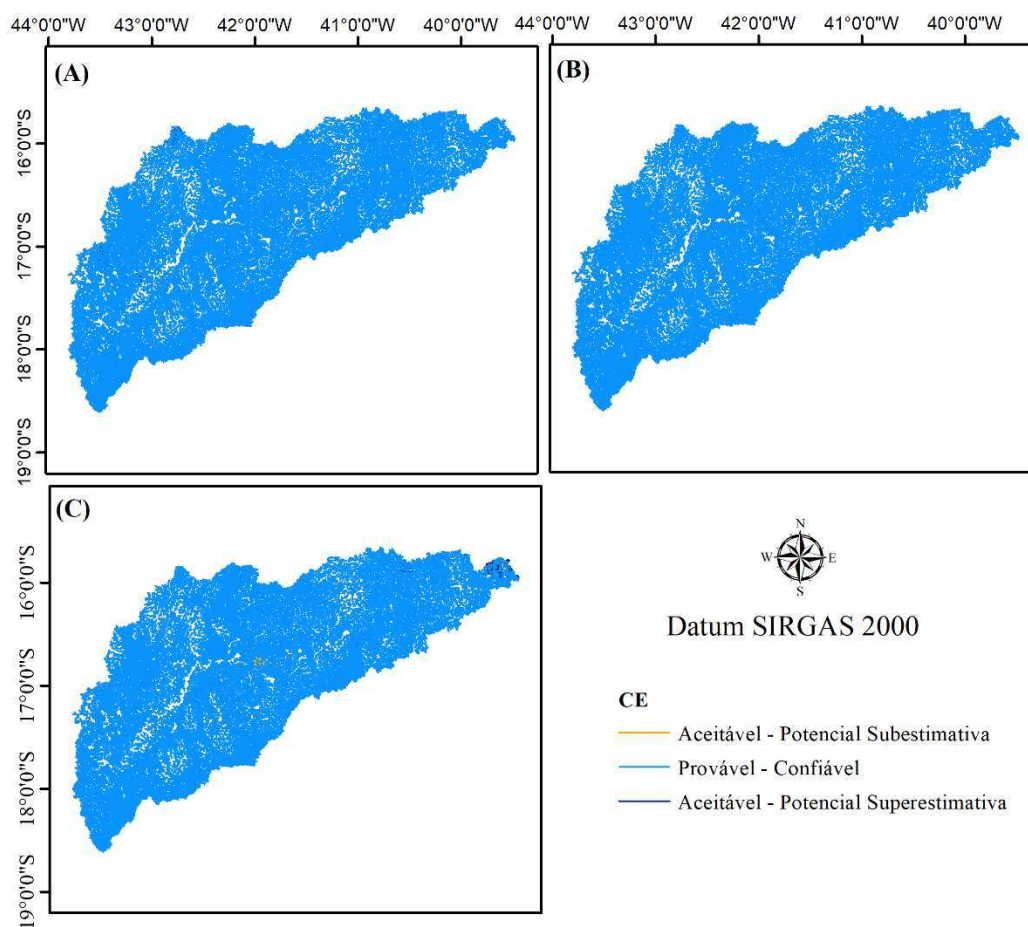 44°0'0"W 43°0'0"W 42°0'0"W 41°0'0"W 40°0'0"W 44°0'0"W 43°0'0"W 42°0'0"W 41°0'0"W 40°0'0"W
(A) (B)
16°0'0"S
17°0'0"S
18°0'0"S
19°0'0"S
(C)
16°0'0"S
17°0'0"S
18°0'0"S
19°0'0"S
N
W E
S
Datum SIRGAS 2000
CE
Aceitável - Potencial Subestimativa
Provável - Confiável
Aceitável - Potencial Superestimativa